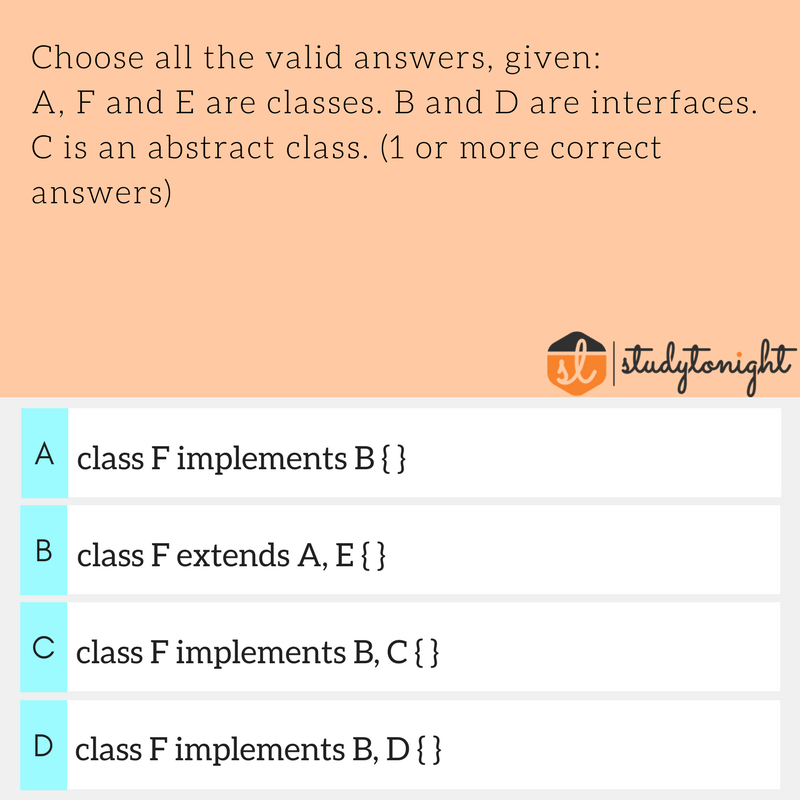 Choose all the valid answers, given:
A, F and E are classes. B and D are interfaces.
C is an abstract class. (1 or more correct
answers)
st | studytonight
A class F implements B { }
B class F extends A, E { }
C class F implements B, C { }
D class F implements B, D { }